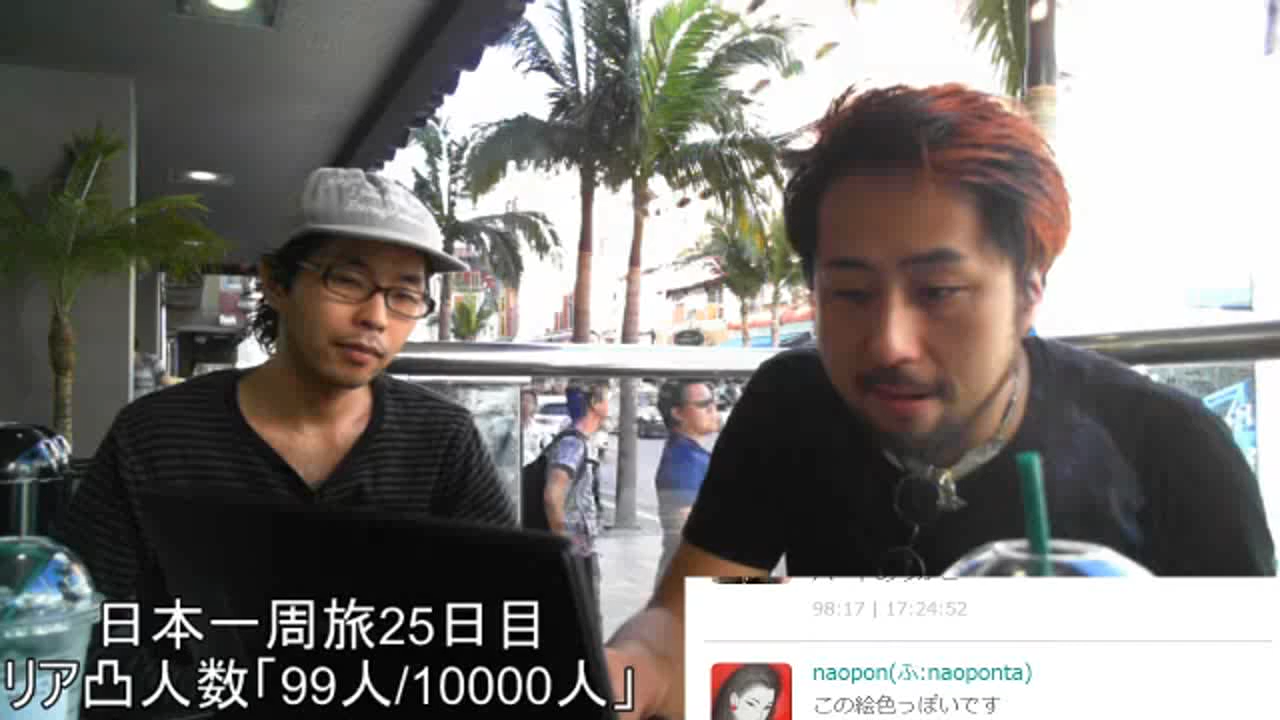 98:17 | 17:24:52
naopon(ふ:naoponta)
この絵色っぽいです
日本一周旅25日目
リア凸人数「99人/10000人」